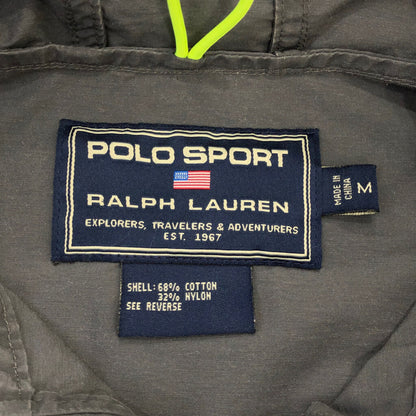 POLO SPORT
RALPH LAUREN
EXPLORERS, TRAVELERS & ADVENTURERS
EST. 1967
MADE IN
CHINA
M
SHELL: 68% COTTON
32% NYLON
SEE REVERSE